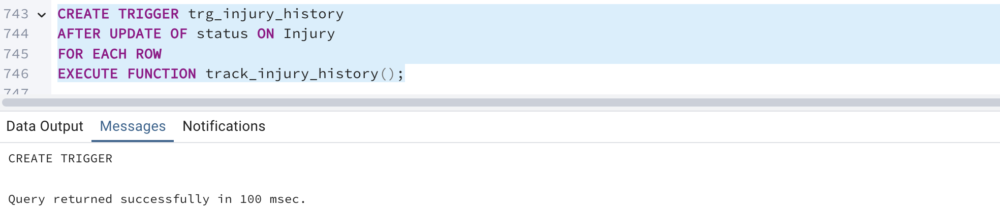 743 CREATE TRIGGER trg_injury_history
744 AFTER UPDATE OF status ON Injury
745 FOR EACH ROW
746 EXECUTE FUNCTION track_injury_history();
747
Data Output Messages Notifications
CREATE TRIGGER
Query returned successfully in 100 msec.